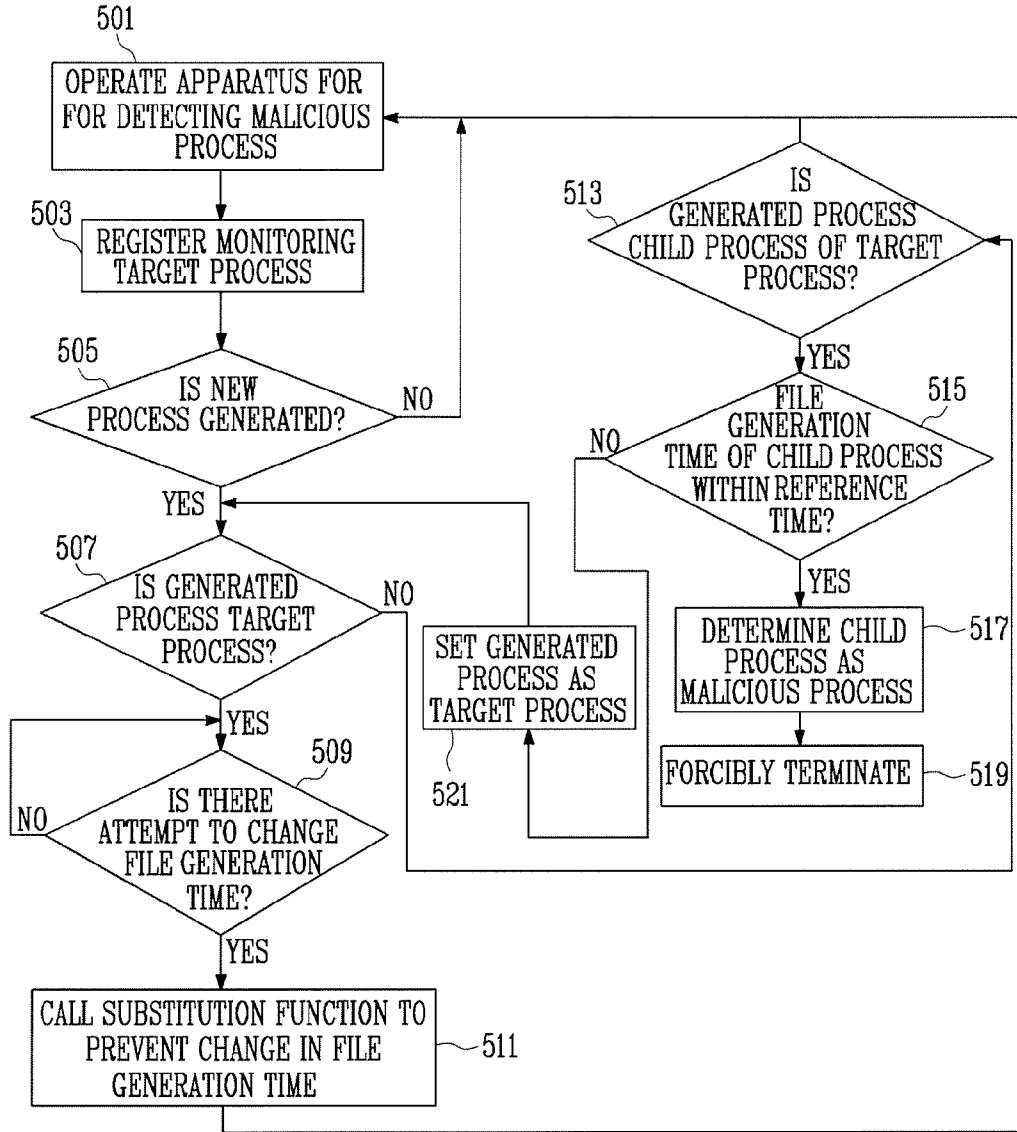 501
OPERATE APPARATUS FOR
FOR DETECTING MALICIOUS
PROCESS
503
REGISTER MONITORING
TARGET PROCESS
505
IS NEW
PROCESS GENERATED?
NO
YES
507
IS GENERATED
PROCESS TARGET
PROCESS?
NO
YES
509
IS THERE
ATTEMPT TO CHANGE
FILE GENERATION
TIME?
NO
YES
CALL SUBSTITUTION FUNCTION TO
PREVENT CHANGE IN FILE
GENERATION TIME
511
SET GENERATED
PROCESS AS
TARGET PROCESS
521
513
IS
GENERATED PROCESS
CHILD PROCESS OF TARGET
PROCESS?
YES
515
FILE
GENERATION
TIME OF CHILD PROCESS
WITHIN REFERENCE
TIME?
NO
YES
DETERMINE CHILD
PROCESS AS
MALICIOUS PROCESS
517
FORCIBLY TERMINATE
519